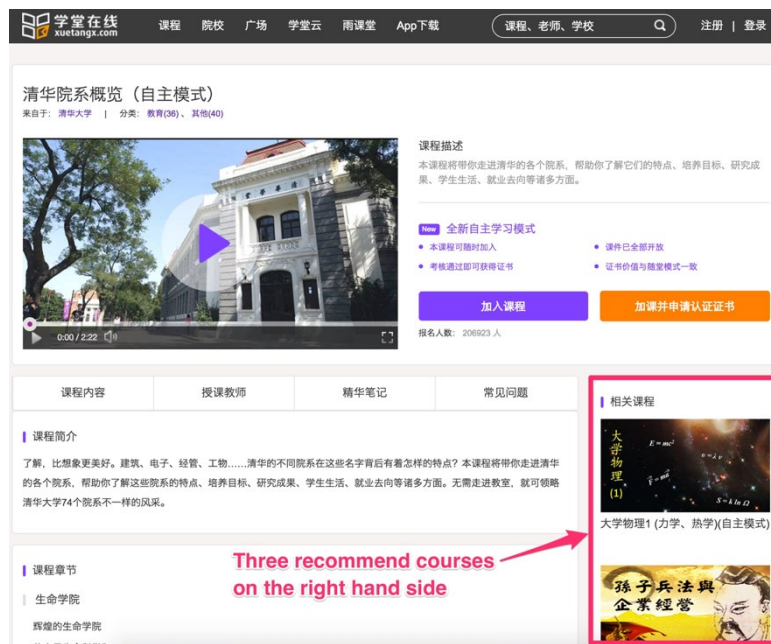 学堂在线
xuetangx.com
课程 院校 广场 学堂云 雨课堂 App下载
课程、老师、学校
注册 | 登录
清华院系概览（自主模式）
来自于: 清华大学 | 分类: 教育(36)、其他(40)
0:00 / 2:22
课程描述
本课程将带你走进清华的各个院系，帮助你了解它们的特点、培养目标、研究成
果、学生生活、就业去向等诸多方面。
New 全新自主学习模式
• 本课程可随时加入
• 课件已全部开放
• 考核通过即可获得证书
• 证书价值与随堂模式一致
加入课程
加课并申请认证证书
报名人数: 206923 人
课程内容 授课教师 精华笔记 常见问题
课程简介
了解，比想象更美好。建筑、电子、经管、工物……清华的不同院系在这些名字背后有着怎样的特点？本课程将带你走进清华
的各个院系，帮助你了解这些院系的特点、培养目标、研究成果、学生生活、就业去向等诸多方面。无需走进教室，就可领略
清华大学74个院系不一样的风采。
课程章节
生命学院
辉煌的生命学院
Three recommend courses
on the right hand side
相关课程
大学物理
(1)
E=mc²
S=k ln Ω
大学物理1 (力学、热学)(自主模式)
孫子兵法與
企業經營